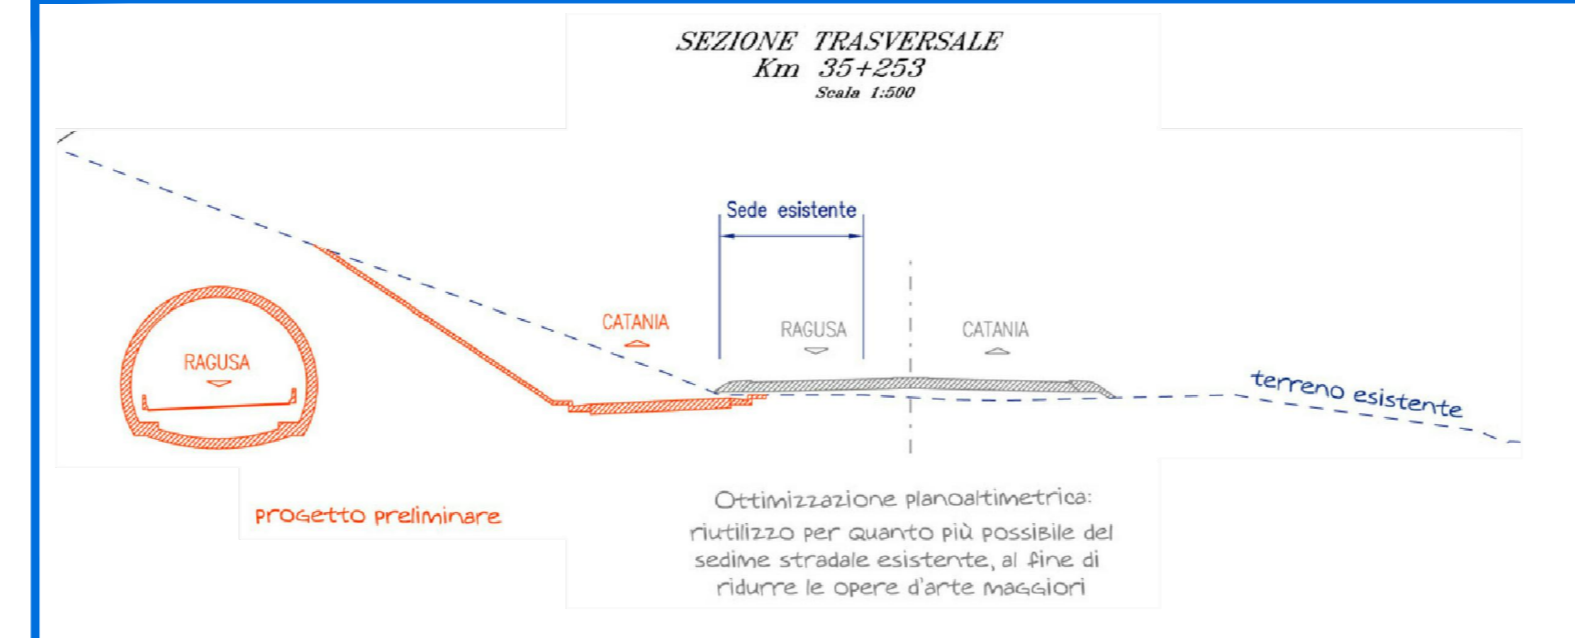 SEZIONE TRASVERSALE
Km 35+253
Scala 1:500
Sede esistente
CATANIA
RAGUSA
CATANIA
RAGUSA
terreno esistente
progetto preliminare
Ottimizzazione planoaltimetrica:
riutilizzo per quanto più possibile del
sedime stradale esistente, al fine di
ridurre le opere d'arte maggiori